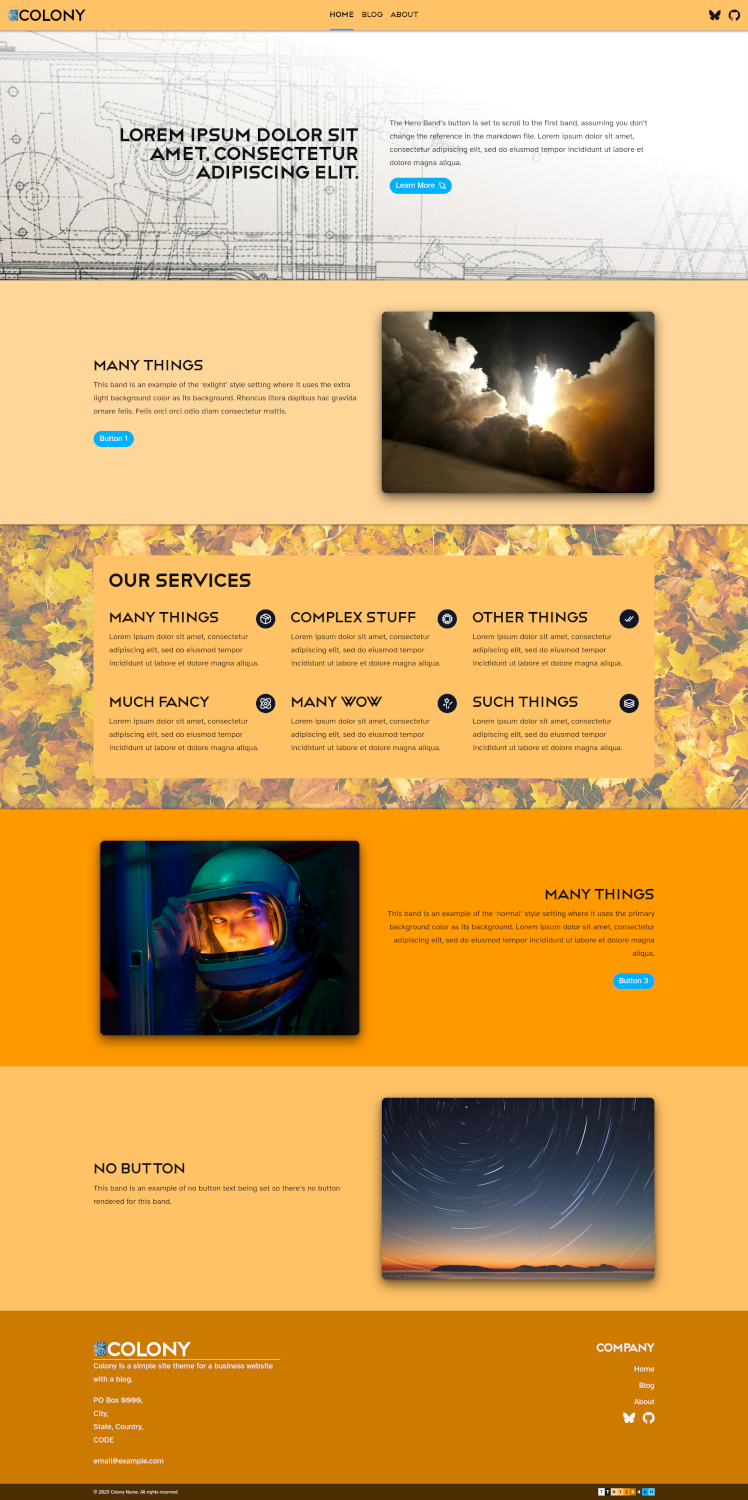 COLONY
HOME BLOG ABOUT
LOREM IPSUM DOLOR SIT
AMET, CONSECTETUR
ADIPISCING ELIT.
The Hero Band's button is set to scroll to the first band, assuming you don't
change the reference in the markdown file. Lorem ipsum dolor sit amet,
consectetur adipiscing elit, sed do eiusmod tempor incididunt ut labore et
dolore magna aliqua.
Learn More
MANY THINGS
This band is an example of the 'exlight' style setting where it uses the extra
light background color as its background. Rhoncus litora dapibus hac gravida
ornare felis. Felis orci orci odio diam consectetur mattis.
Button 1
OUR SERVICES
MANY THINGS
Lorem ipsum dolor sit amet, consectetur
adipiscing elit, sed do eiusmod tempor
incididunt ut labore et dolore magna aliqua.
COMPLEX STUFF
Lorem ipsum dolor sit amet, consectetur
adipiscing elit, sed do eiusmod tempor
incididunt ut labore et dolore magna aliqua.
OTHER THINGS
Lorem ipsum dolor sit amet, consectetur
adipiscing elit, sed do eiusmod tempor
incididunt ut labore et dolore magna aliqua.
MUCH FANCY
Lorem ipsum dolor sit amet, consectetur
adipiscing elit, sed do eiusmod tempor
incididunt ut labore et dolore magna aliqua.
MANY WOW
Lorem ipsum dolor sit amet, consectetur
adipiscing elit, sed do eiusmod tempor
incididunt ut labore et dolore magna aliqua.
SUCH THINGS
Lorem ipsum dolor sit amet, consectetur
adipiscing elit, sed do eiusmod tempor
incididunt ut labore et dolore magna aliqua.
MANY THINGS
This band is an example of the 'normal' style setting where it uses the primary
background color as its background. Lorem ipsum dolor sit amet, consectetur
adipiscing elit, sed do eiusmod tempor incididunt ut labore et dolore magna
aliqua.
Button 3
NO BUTTON
This band is an example of no button text being set so there's no button
rendered for this band.
COLONY
Colony is a simple site theme for a business website
with a blog.
PO Box 0000,
City,
State, Country,
CODE
email@example.com
COMPANY
Home
Blog
About
© 2025 Colony Name. All rights reserved.